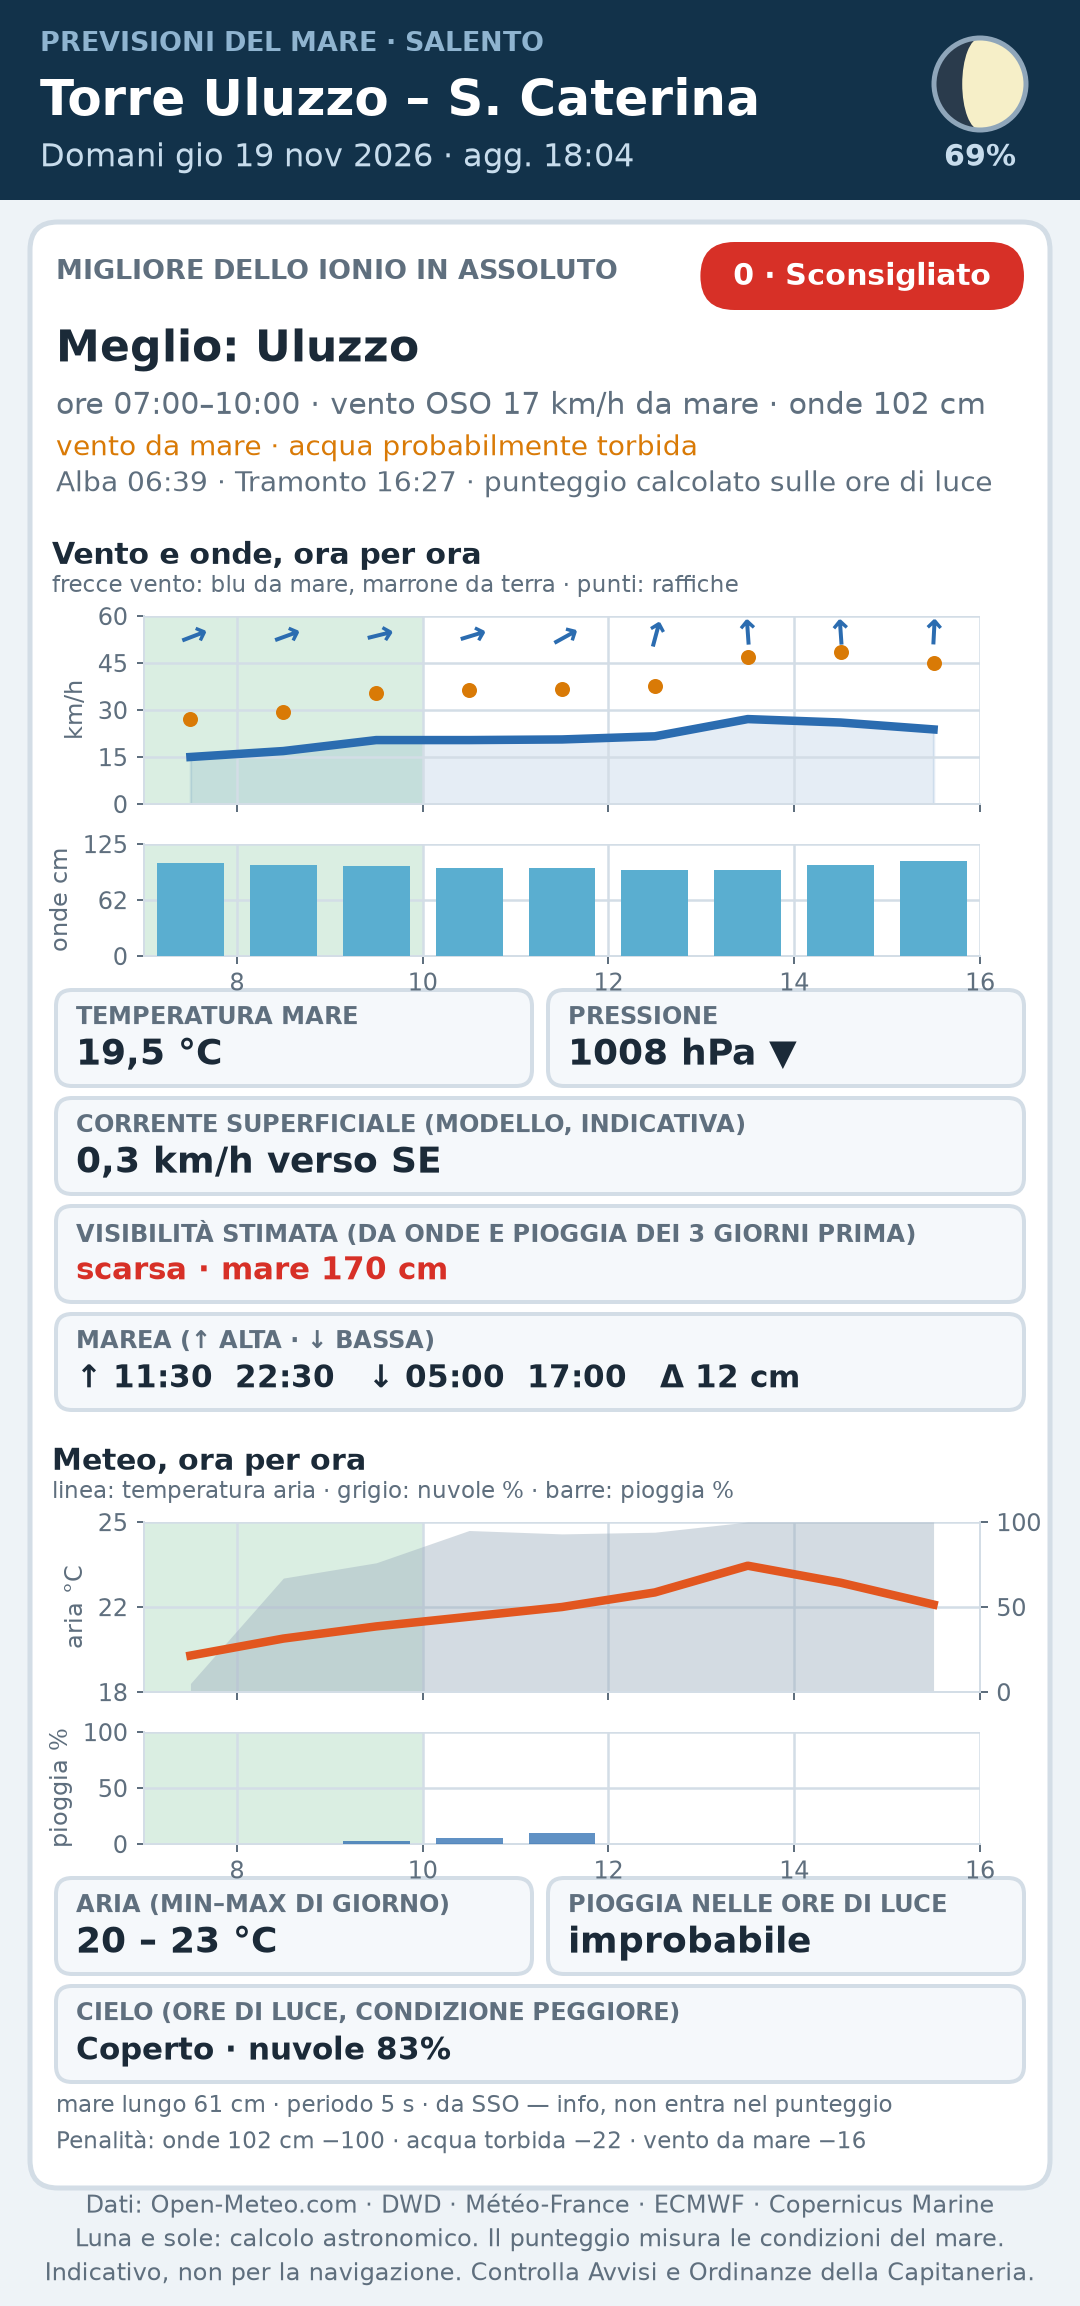 PREVISIONI DEL MARE · SALENTO
Torre Uluzzo – S. Caterina
Domani gio 19 nov 2026 · agg. 18:04
69%
MIGLIORE DELLO IONIO IN ASSOLUTO
0 · Sconsigliato
Meglio: Uluzzo
ore 07:00–10:00 · vento OSO 17 km/h da mare · onde 102 cm
vento da mare · acqua probabilmente torbida
Alba 06:39 · Tramonto 16:27 · punteggio calcolato sulle ore di luce
Vento e onde, ora per ora
frecce vento: blu da mare, marrone da terra · punti: raffiche
60
45
30
15
0
km/h
125
62
0
onde cm
8 10 12 14 16
TEMPERATURA MARE
19,5 °C
PRESSIONE
1008 hPa ▼
CORRENTE SUPERFICIALE (MODELLO, INDICATIVA)
0,3 km/h verso SE
VISIBILITÀ STIMATA (DA ONDE E PIOGGIA DEI 3 GIORNI PRIMA)
scarsa · mare 170 cm
MAREA (↑ ALTA · ↓ BASSA)
↑ 11:30 22:30 ↓ 05:00 17:00 Δ 12 cm
Meteo, ora per ora
linea: temperatura aria · grigio: nuvole % · barre: pioggia %
25
22
18
aria °C
100
50
0
100
50
0
pioggia %
8 10 12 14 16
ARIA (MIN–MAX DI GIORNO)
20 – 23 °C
PIOGGIA NELLE ORE DI LUCE
improbabile
CIELO (ORE DI LUCE, CONDIZIONE PEGGIORE)
Coperto · nuvole 83%
mare lungo 61 cm · periodo 5 s · da SSO — info, non entra nel punteggio
Penalità: onde 102 cm −100 · acqua torbida −22 · vento da mare −16
Dati: Open-Meteo.com · DWD · Météo-France · ECMWF · Copernicus Marine
Luna e sole: calcolo astronomico. Il punteggio misura le condizioni del mare.
Indicativo, non per la navigazione. Controlla Avvisi e Ordinanze della Capitaneria.